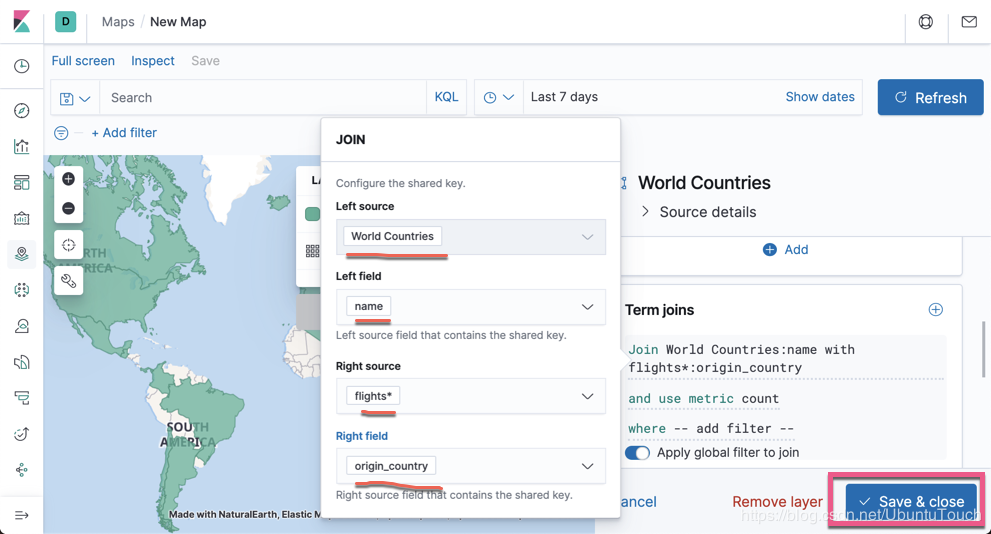 D Maps / New Map
Full screen Inspect Save
Search KQL Last 7 days Show dates Refresh
+ Add filter
JOIN
Configure the shared key.
Left source
World Countries
Left field
name
Left source field that contains the shared key.
Right source
flights*
Right field
origin_country
Right source field that contains the shared key.
LA
RTH
AMERICA
SOUTH
AMERICA
Made with NaturalEarth, Elastic M
World Countries
Source details
Add
Term joins
Join World Countries:name with
flights*:origin_country
and use metric count
where -- add filter --
Apply global filter to join
ancel Remove layer Save & close
https://blog.csdn.net/UbuntuTouch